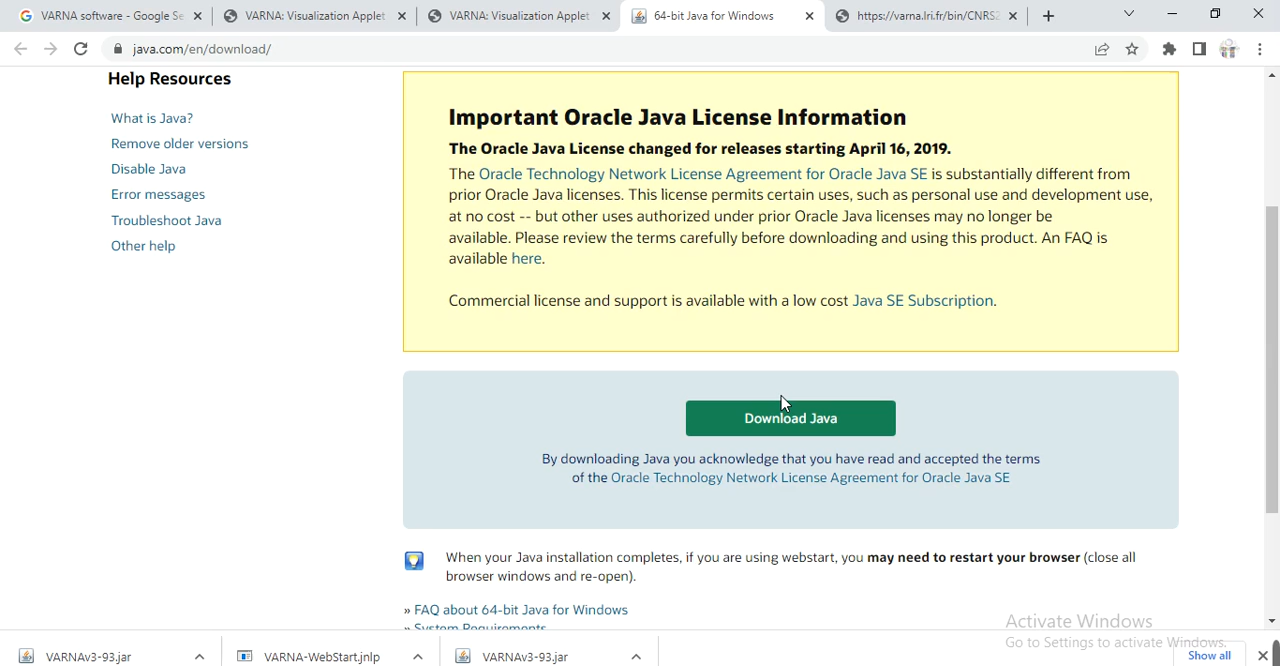 VARNA software - Google Se
VARNA: Visualization Applet
VARNA: Visualization Applet
64-bit Java for Windows
https://varna.lri.fr/bin/CNRS
java.com/en/download/
Help Resources
What is Java?
Remove older versions
Disable Java
Error messages
Troubleshoot Java
Other help
Important Oracle Java License Information
The Oracle Java License changed for releases starting April 16, 2019.
The Oracle Technology Network License Agreement for Oracle Java SE is substantially different from
prior Oracle Java licenses. This license permits certain uses, such as personal use and development use,
at no cost -- but other uses authorized under prior Oracle Java licenses may no longer be
available. Please review the terms carefully before downloading and using this product. An FAQ is
available here.
Commercial license and support is available with a low cost Java SE Subscription.
Download Java
By downloading Java you acknowledge that you have read and accepted the terms
of the Oracle Technology Network License Agreement for Oracle Java SE
When your Java installation completes, if you are using webstart, you may need to restart your browser (close all
browser windows and re-open).
» FAQ about 64-bit Java for Windows
» System Requirements
Activate Windows
Go to Settings to activate Windows.
VARNAv3-93.jar
VARNA-WebStart.jnlp
VARNAv3-93.jar
Show all